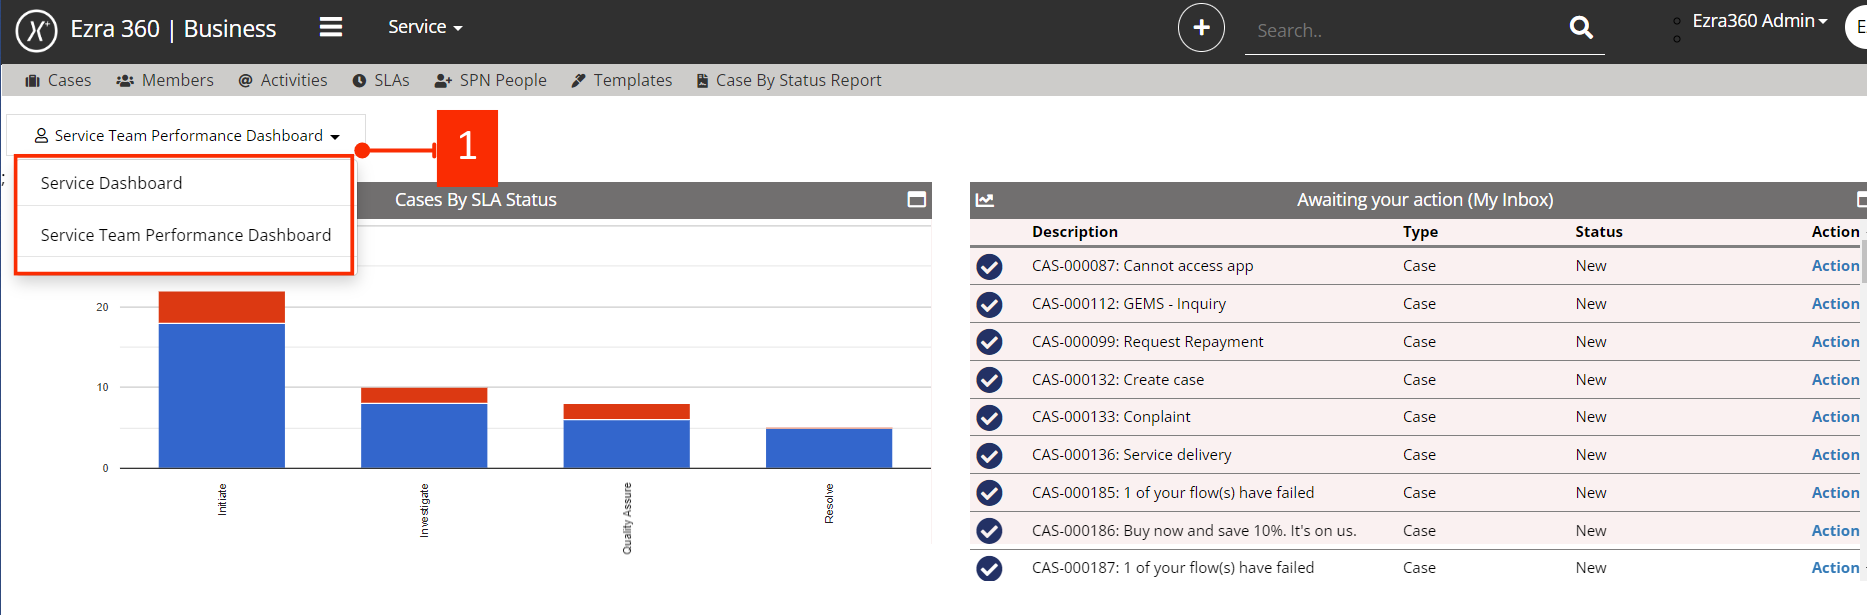 Ezra 360 | Business
Service
Search..
Ezra360 Admin
E
Cases
Members
Activities
SLAs
SPN People
Templates
Case By Status Report
Service Team Performance Dashboard
1
;
Service Dashboard
Service Team Performance Dashboard
Cases By SLA Status
20
10
0
Initiate
Investigate
Quality Assure
Resolve
Awaiting your action (My Inbox)
Description Type Status Action
CAS-000087: Cannot access app Case New Action
CAS-000112: GEMS - Inquiry Case New Action
CAS-000099: Request Repayment Case New Action
CAS-000132: Create case Case New Action
CAS-000133: Conplaint Case New Action
CAS-000136: Service delivery Case New Action
CAS-000185: 1 of your flow(s) have failed Case New Action
CAS-000186: Buy now and save 10%. It's on us. Case New Action
CAS-000187: 1 of your flow(s) have failed Case New Action